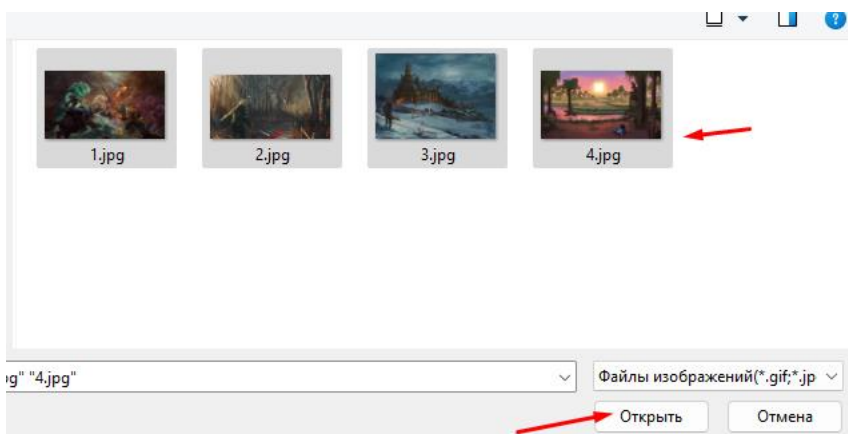 ?
1.jpg 2.jpg 3.jpg 4.jpg
"4.jpg"
Файлы изображений(*.gif;*.jp
Открыть Отмена